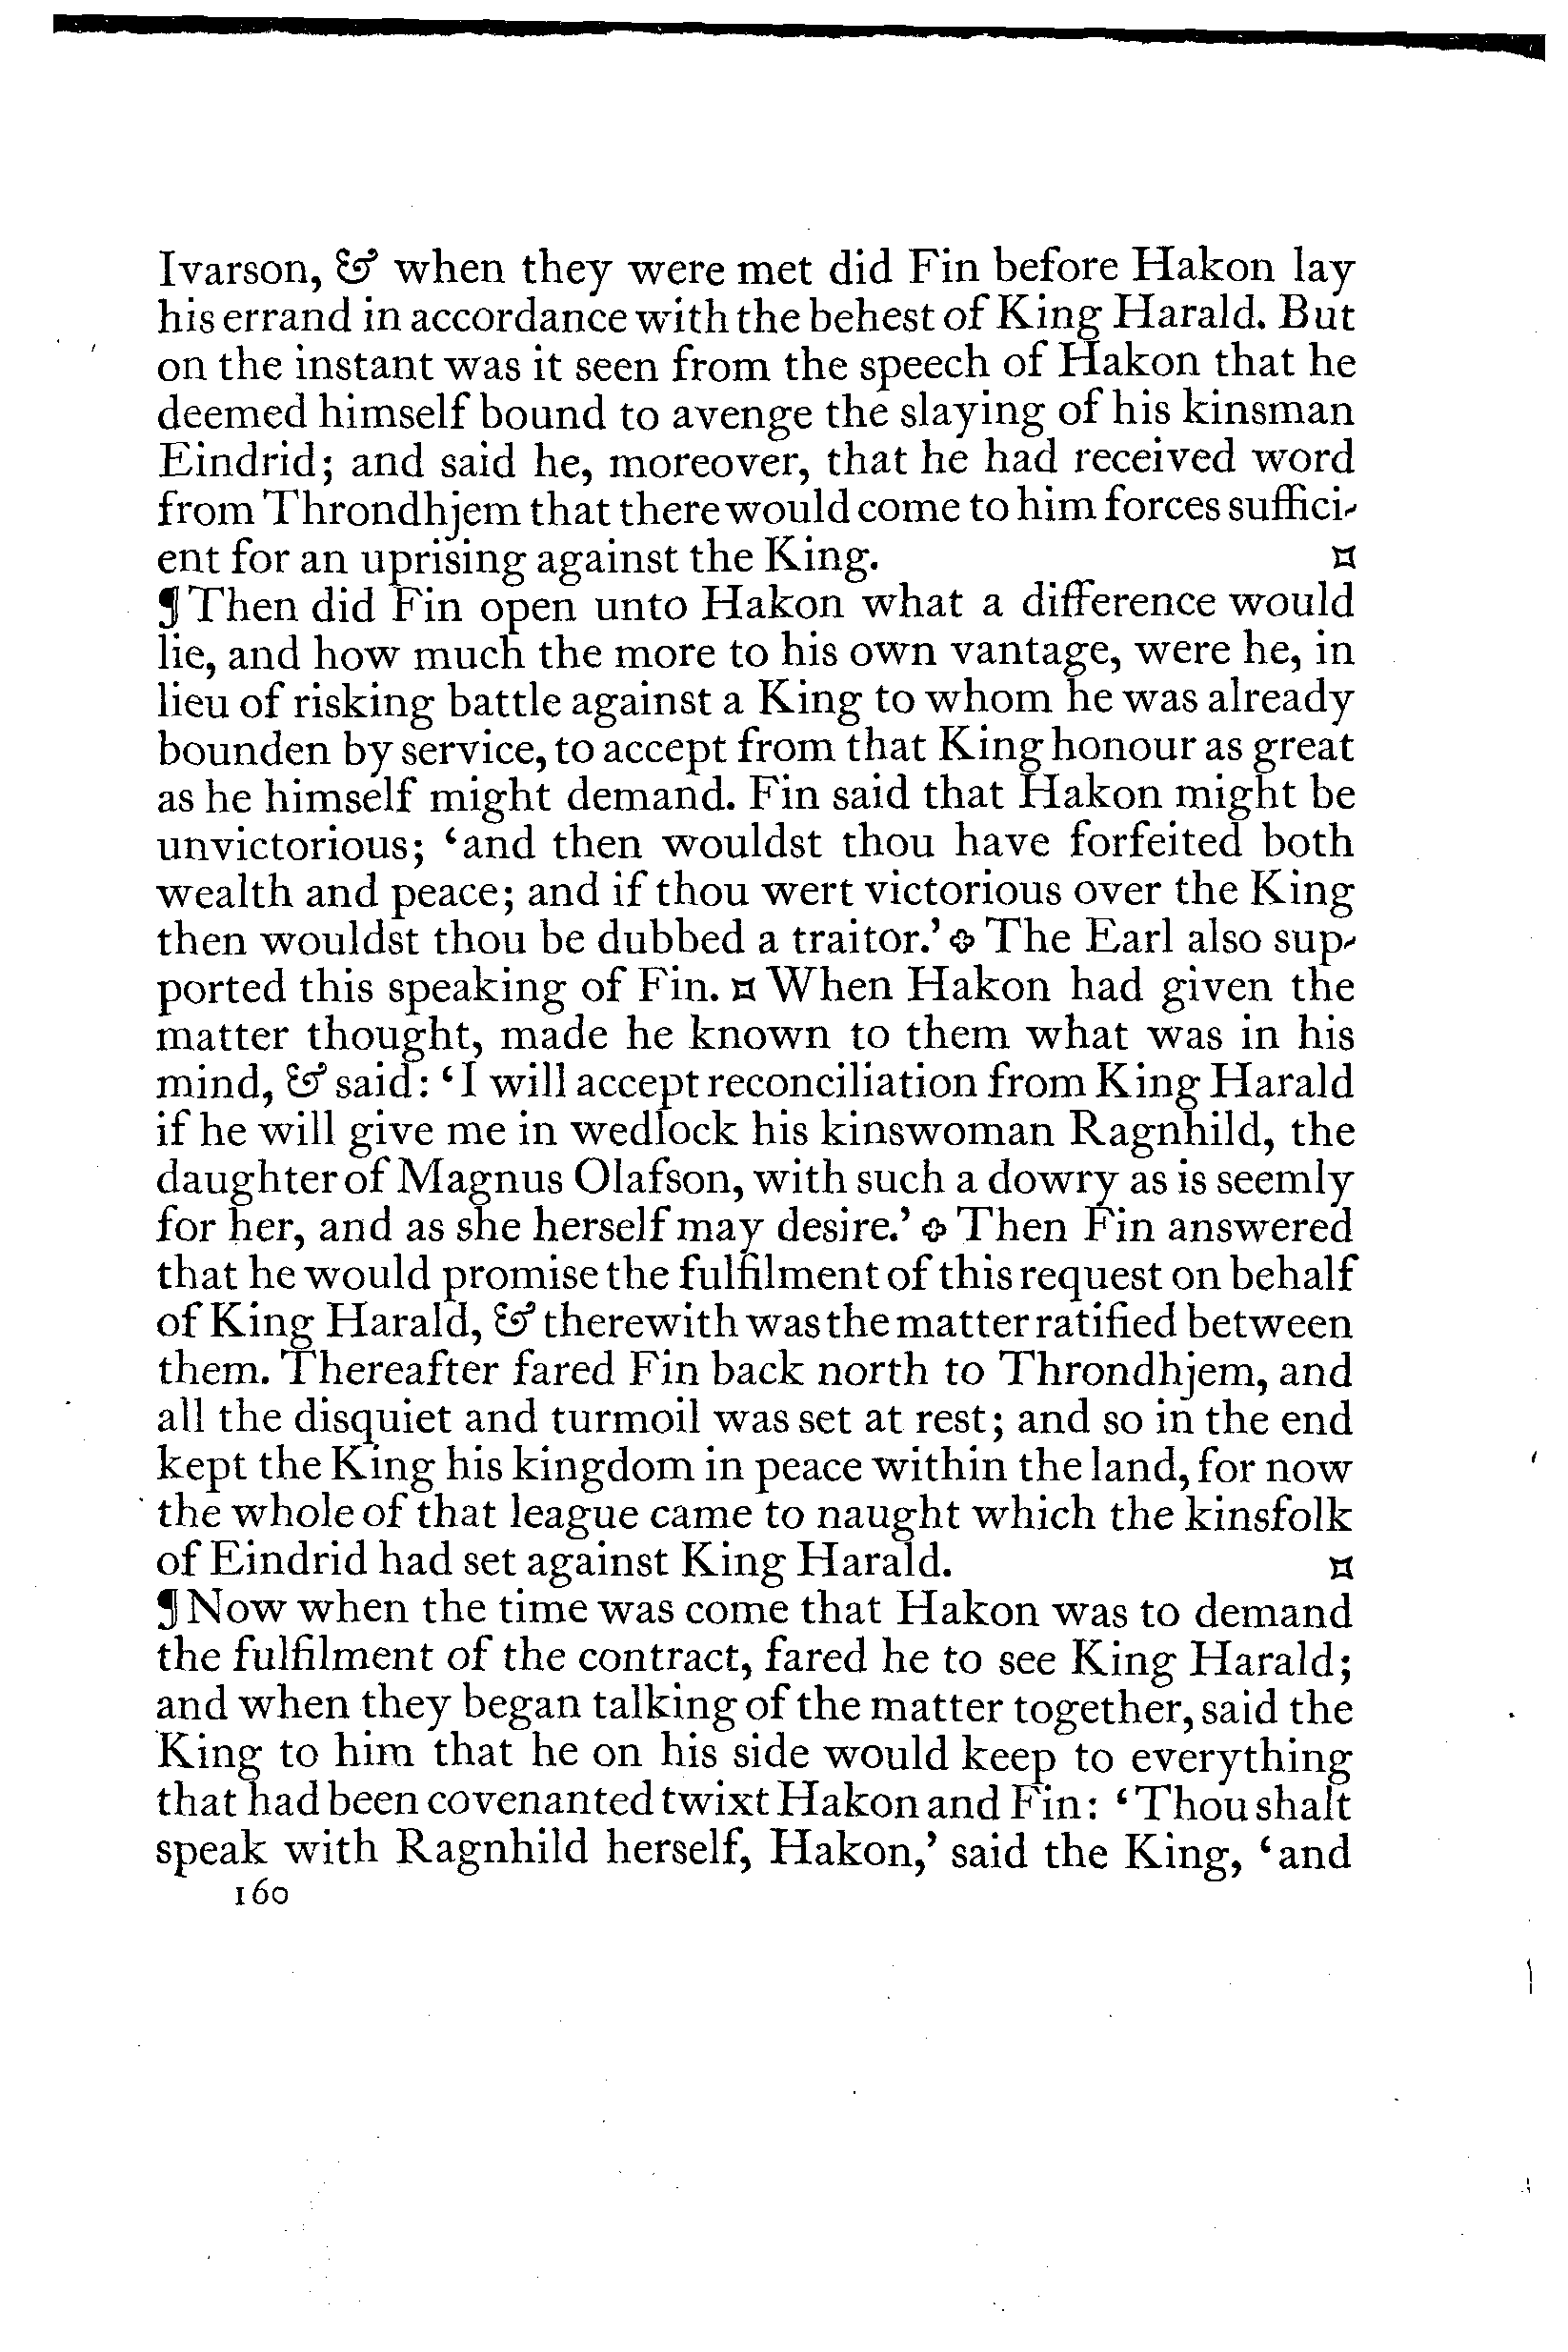 Ivarson, & when they were met did Fin before Hakon lay
his errand in accordance with the behest of King Harald. But
on the instant was it seen from the speech of Hakon that he
deemed himself bound to avenge the slaying of his kinsman
Eindrid; and said he, moreover, that he had received word
from Throndhjem that there would come to him forces suffici-
ent for an uprising against the King. ¤
¶ Then did Fin open unto Hakon what a difference would
lie, and how much the more to his own vantage, were he, in
lieu of risking battle against a King to whom he was already
bounden by service, to accept from that King honour as great
as he himself might demand. Fin said that Hakon might be
unvictorious; ‘and then wouldst thou have forfeited both
wealth and peace; and if thou wert victorious over the King
then wouldst thou be dubbed a traitor.’ ✥ The Earl also sup-
ported this speaking of Fin. ¤ When Hakon had given the
matter thought, made he known to them what was in his
mind, & said: ‘I will accept reconciliation from King Harald
if he will give me in wedlock his kinswoman Ragnhild, the
daughter of Magnus Olafson, with such a dowry as is seemly
for her, and as she herself may desire.’ ✥ Then Fin answered
that he would promise the fulfilment of this request on behalf
of King Harald, & therewith was the matter ratified between
them. Thereafter fared Fin back north to Throndhjem, and
all the disquiet and turmoil was set at rest; and so in the end
kept the King his kingdom in peace within the land, for now
the whole of that league came to naught which the kinsfolk
of Eindrid had set against King Harald. ¤
¶ Now when the time was come that Hakon was to demand
the fulfilment of the contract, fared he to see King Harald;
and when they began talking of the matter together, said the
King to him that he on his side would keep to everything
that had been covenanted twixt Hakon and Fin: ‘Thou shalt
speak with Ragnhild herself, Hakon,’ said the King, ‘and
160